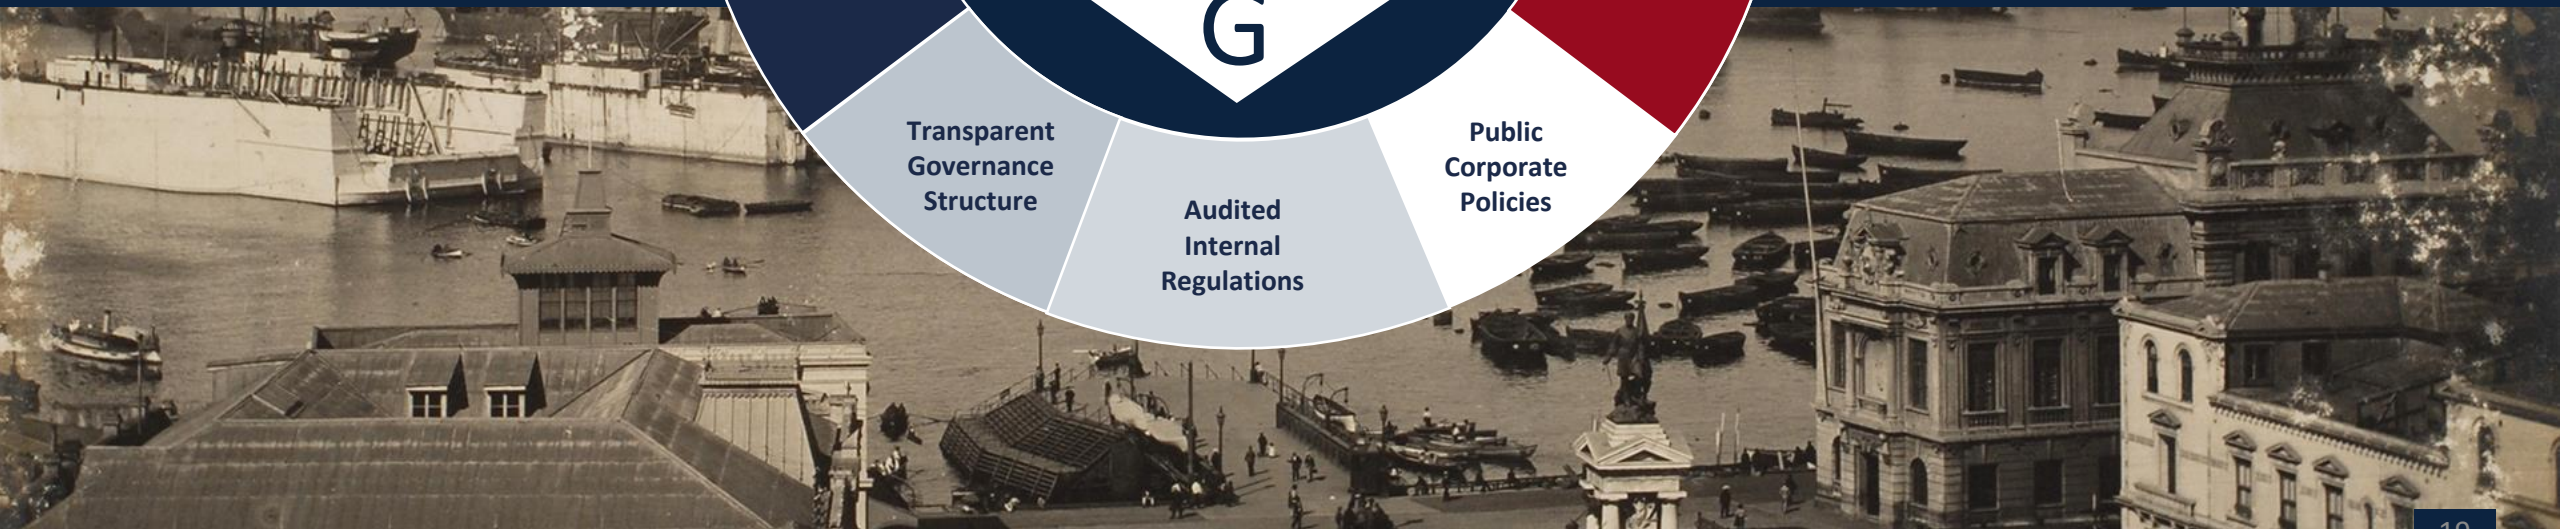 G
Transparent
Governance
Structure
Audited
Internal
Regulations
Public
Corporate
Policies